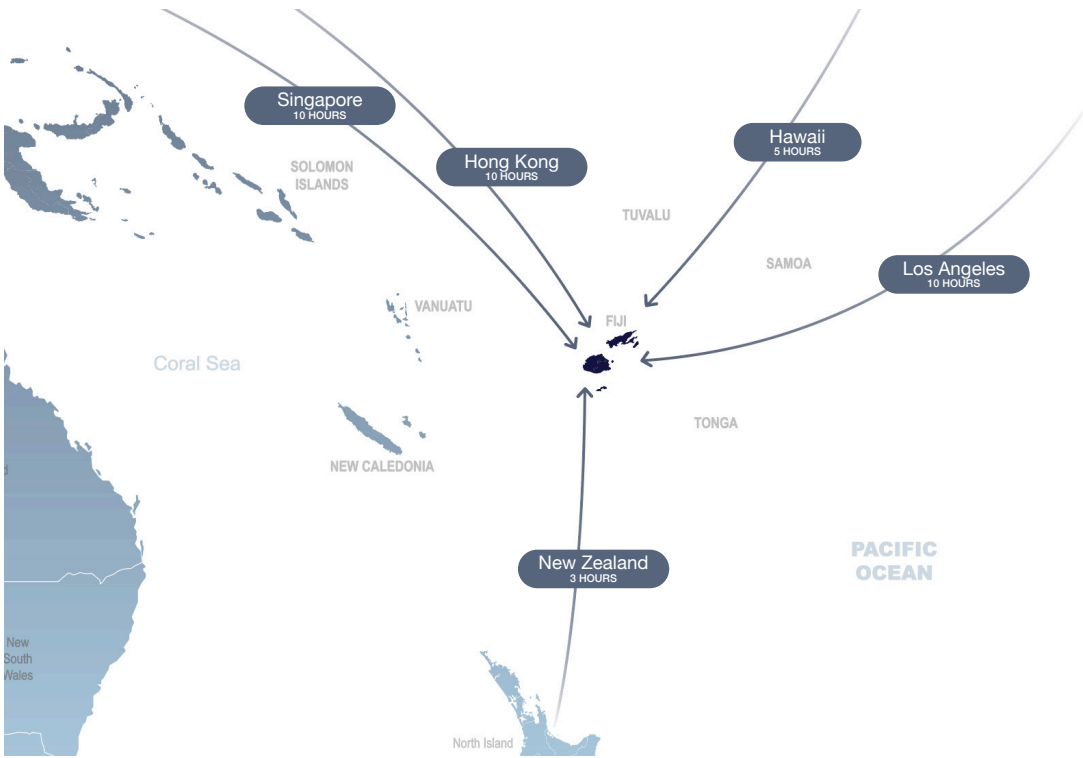 Singapore
10 HOURS
Hong Kong
10 HOURS
Hawaii
5 HOURS
SOLOMON
ISLANDS
TUVALU
SAMOA
Los Angeles
10 HOURS
VANUATU
FIJI
Coral Sea
TONGA
NEW CALEDONIA
PACIFIC
OCEAN
New Zealand
3 HOURS
New
South
Wales
North Island